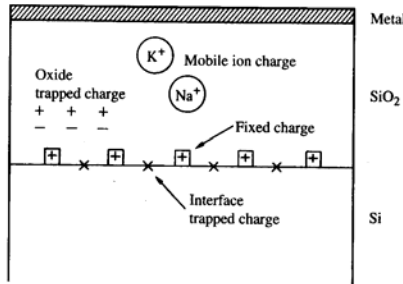 Metal
K+
Mobile ion charge
Oxide
trapped charge
+ + +
− − −
Na+
SiO2
Fixed charge
+ + + + +
Interface
trapped charge
Si